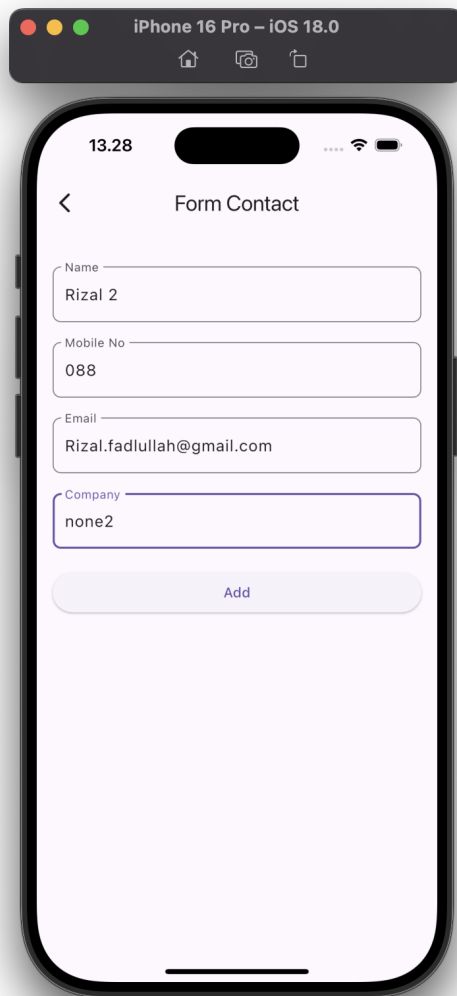 iPhone 16 Pro – iOS 18.0
13.28
Form Contact
Name
Rizal 2
Mobile No
088
Email
Rizal.fadlullah@gmail.com
Company
none2
Add